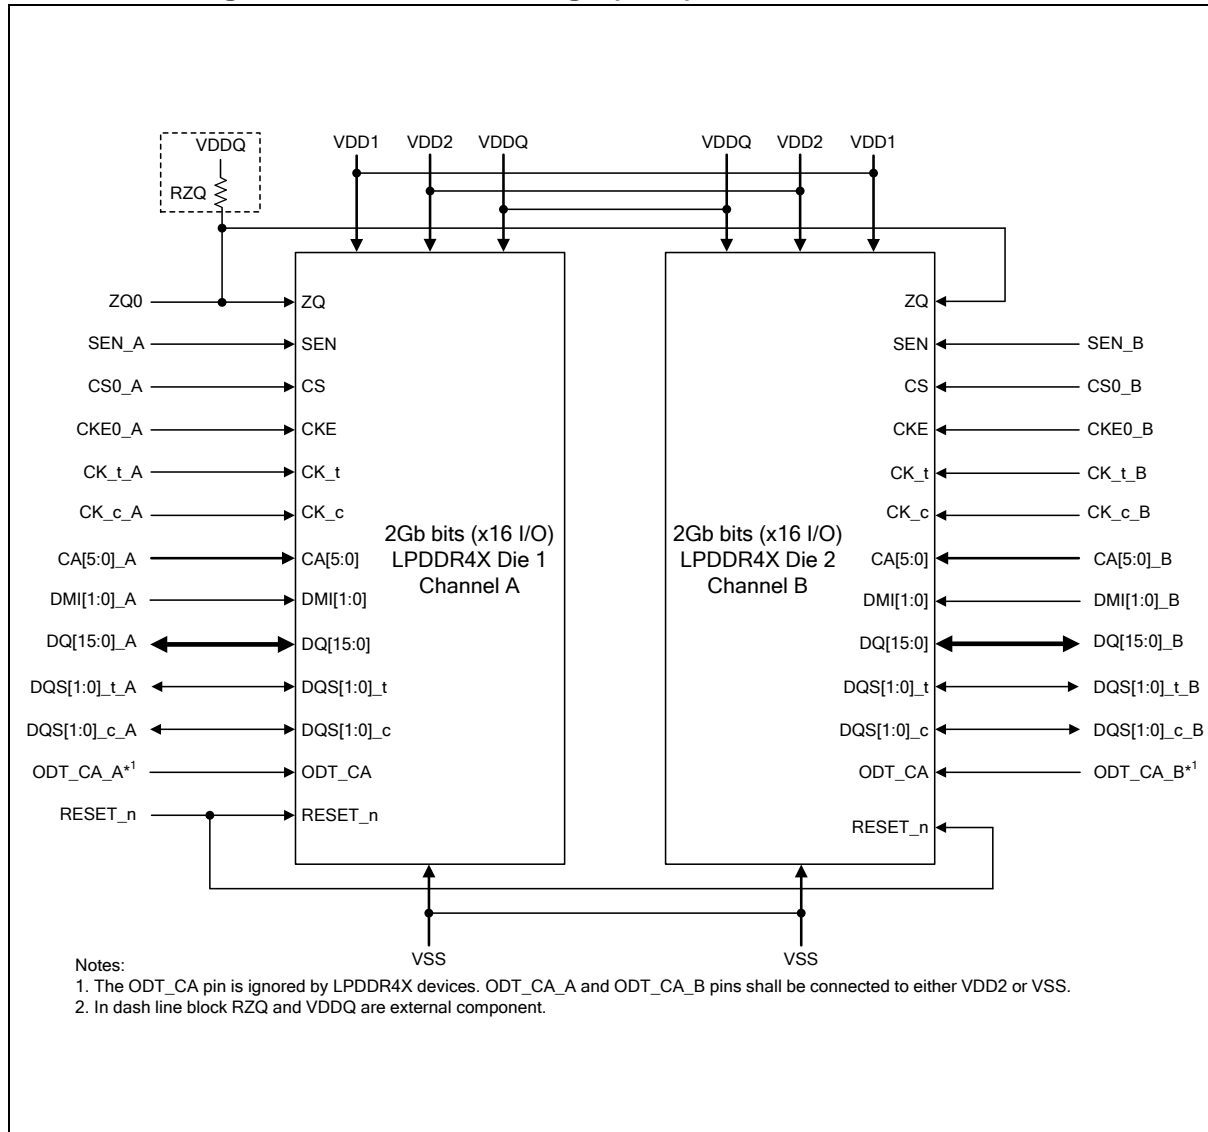 VDDQ
RZQ
VDD1 VDD2 VDDQ VDDQ VDD2 VDD1
ZQ0 ZQ ZQ
SEN_A SEN SEN SEN_B
CS0_A CS CS CS0_B
CKE0_A CKE CKE CKE0_B
CK_t_A CK_t CK_t CK_t_B
CK_c_A CK_c CK_c CK_c_B
2Gb bits (x16 I/O)
LPDDR4X Die 1
Channel A
2Gb bits (x16 I/O)
LPDDR4X Die 2
Channel B
CA[5:0]_A CA[5:0] CA[5:0] CA[5:0]_B
DMI[1:0]_A DMI[1:0] DMI[1:0] DMI[1:0]_B
DQ[15:0]_A DQ[15:0] DQ[15:0] DQ[15:0]_B
DQS[1:0]_t_A DQS[1:0]_t DQS[1:0]_t DQS[1:0]_t_B
DQS[1:0]_c_A DQS[1:0]_c DQS[1:0]_c DQS[1:0]_c_B
ODT_CA_A*1 ODT_CA ODT_CA ODT_CA_B*1
RESET_n RESET_n RESET_n
VSS VSS
Notes:
1. The ODT_CA pin is ignored by LPDDR4X devices. ODT_CA_A and ODT_CA_B pins shall be connected to either VDD2 or VSS.
2. In dash line block RZQ and VDDQ are external component.